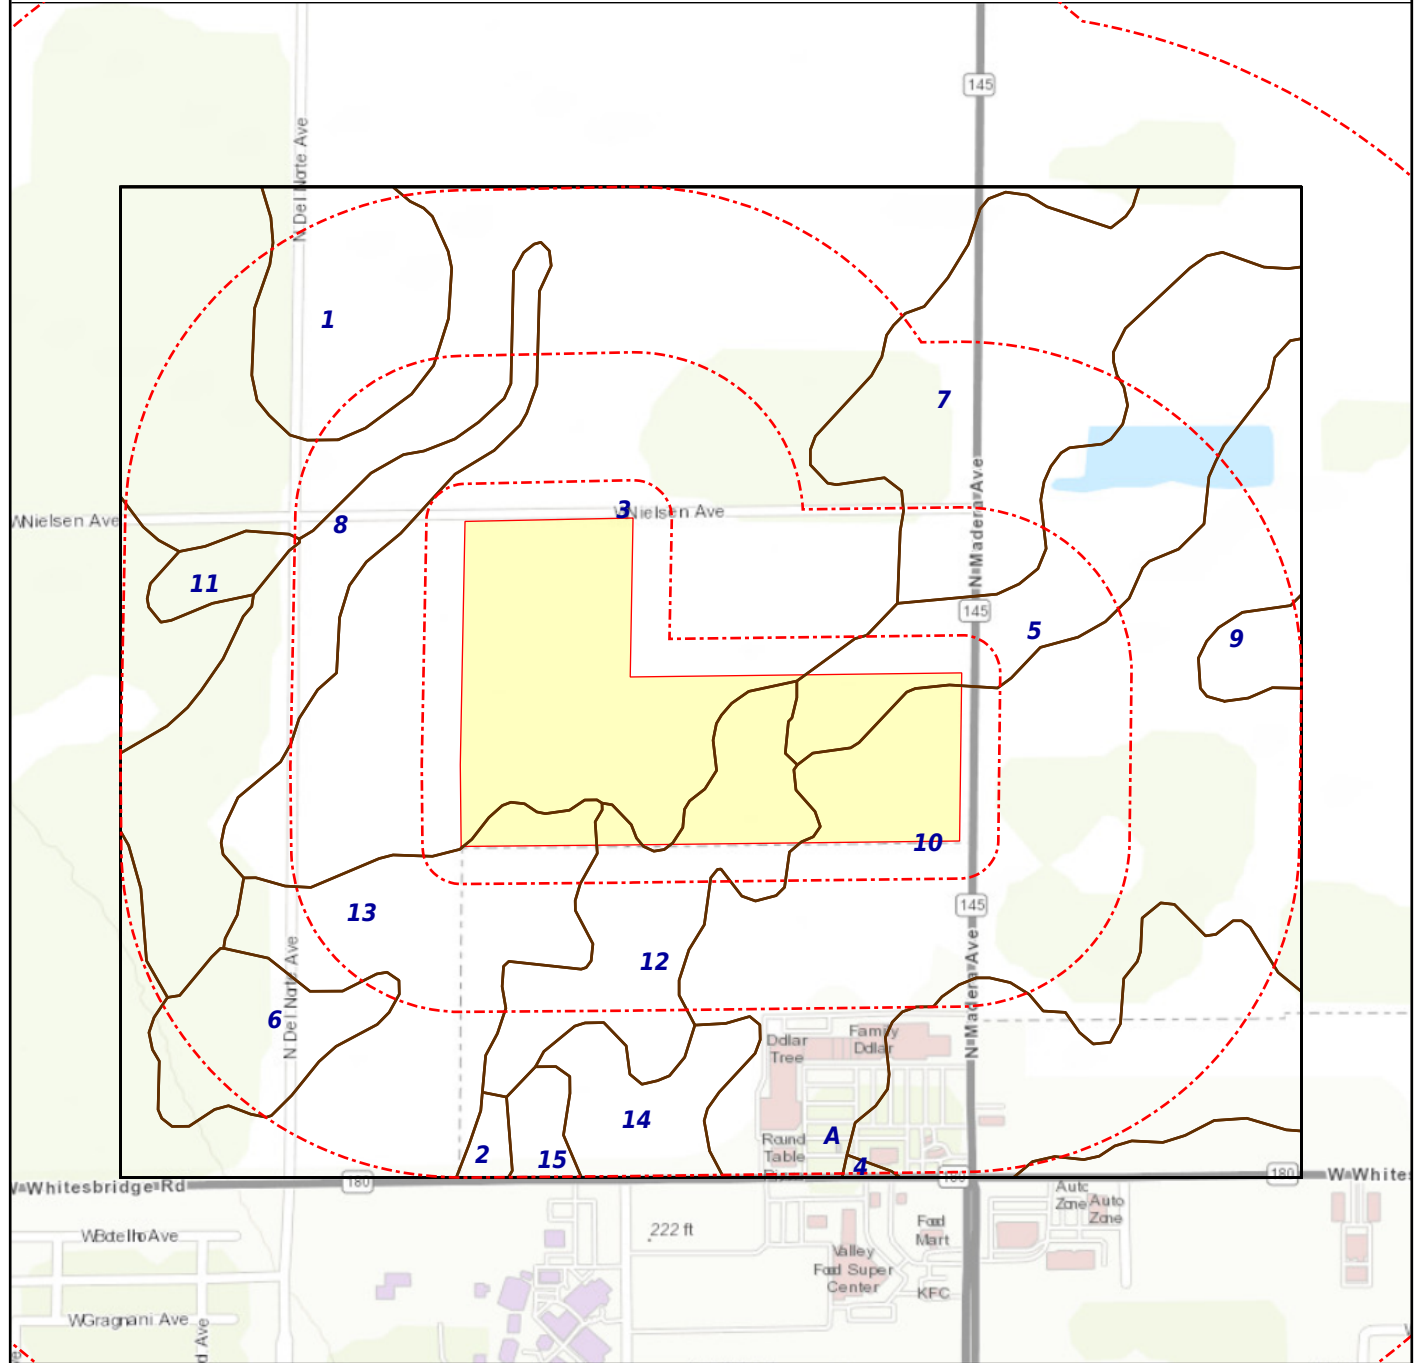 145
N Del Norte Ave
1
7
3
W Nielsen Ave
W Nielsen Ave
8
N Madera Ave
11
145
5
9
10
145
13
12
N Del Norte Ave
N Madera Ave
6
Dollar
Tree
Family
Dollar
14
A
Round
Table
2
15
4
180
180
W Whitesbridge Rd
180
W Whites
Auto
Zone
Auto
Zone
W Botelho Ave
222 ft
Food
Mart
Valley
Food Super
Center
KFC
W Gragnani Ave
d Ave